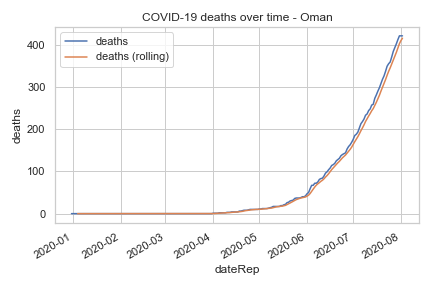 COVID-19 deaths over time - Oman
deaths
deaths (rolling)
400
300
200
100
0
deaths
2020-01
2020-02
2020-03
2020-04
2020-05
2020-06
2020-07
2020-08
dateRep